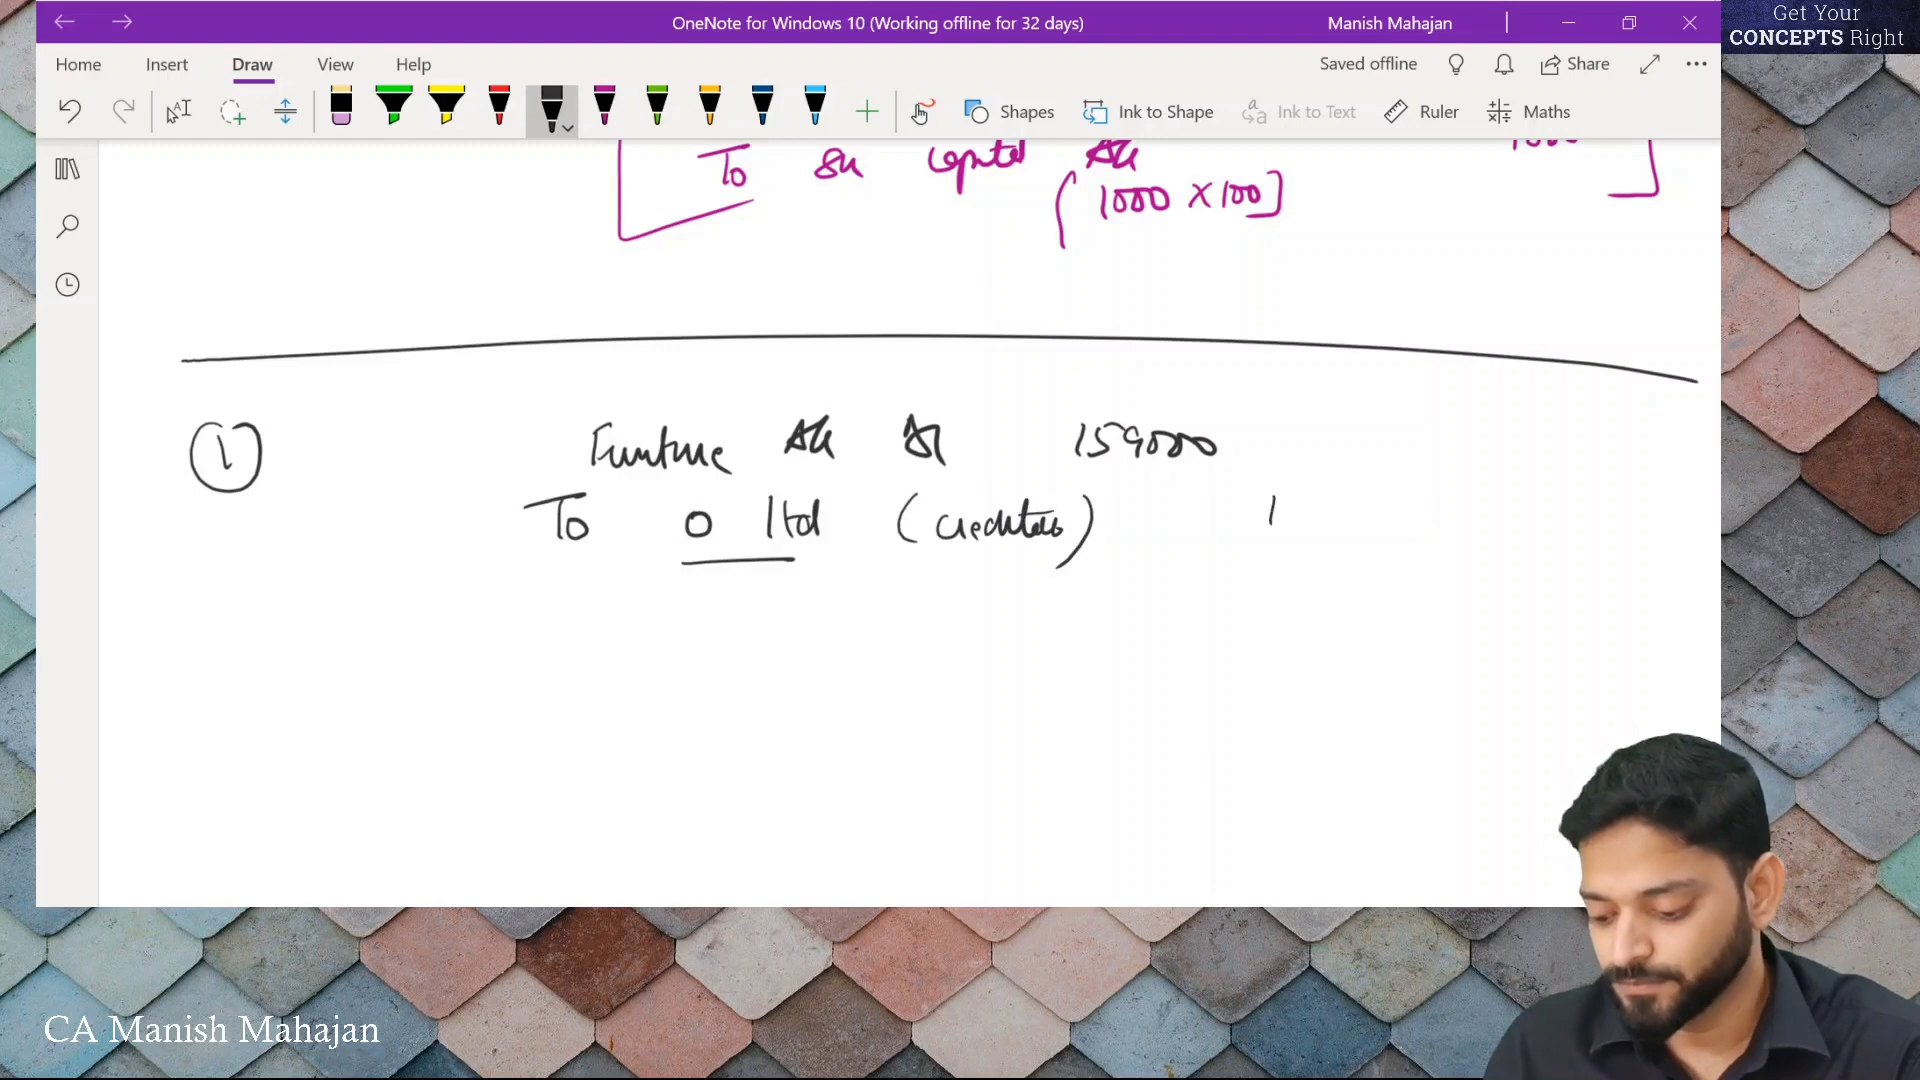 OneNote for Windows 10 (Working offline for 32 days)
Manish Mahajan
Get Your
CONCEPTS Right
Home Insert Draw View Help
Saved offline Share
Shapes Ink to Shape Ink to Text Ruler Maths
To sh capital A/c
1000
[1000 × 100]
1 Furniture A/c Dr 159000
To O ltd (creditors) 1
CA Manish Mahajan